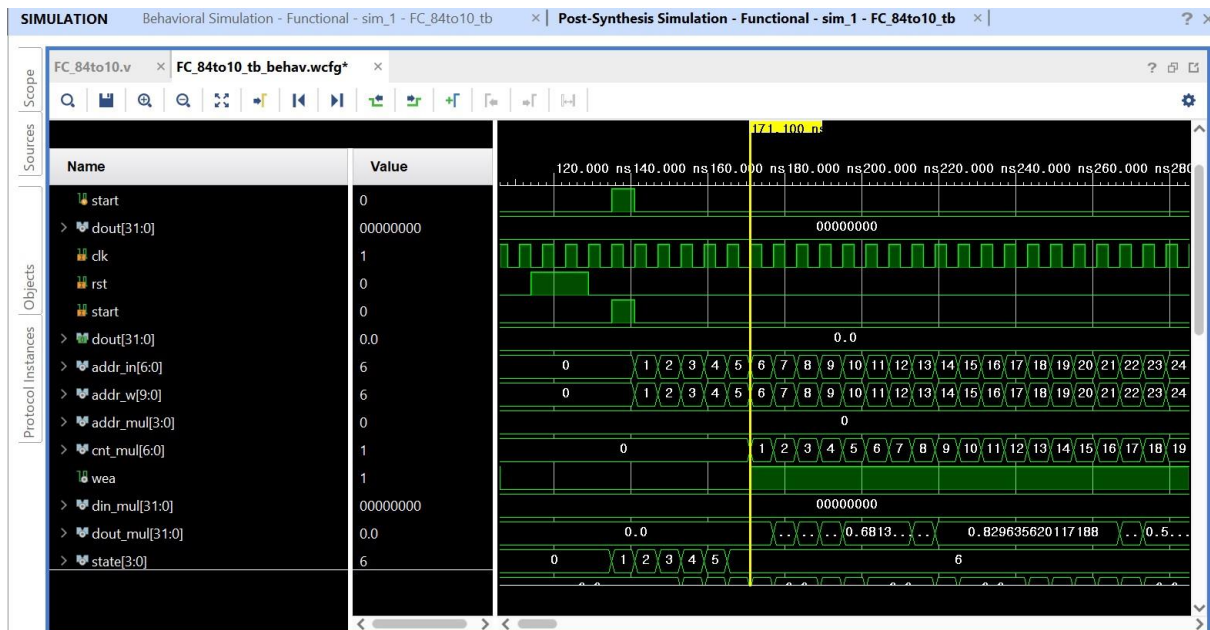 SIMULATION Behavioral Simulation - Functional - sim_1 - FC_84to10_tb × Post-Synthesis Simulation - Functional - sim_1 - FC_84to10_tb × ? ×
FC_84to10.v × FC_84to10_tb_behav.wcfg* × ?
Scope
Sources
Objects
Protocol Instances
171.100 ns
Name Value 120.000 ns 140.000 ns 160.000 ns 180.000 ns 200.000 ns 220.000 ns 240.000 ns 260.000 ns 280
start 0
> dout[31:0] 00000000 00000000
clk 1
rst 0
start 0
> dout[31:0] 0.0 0.0
> addr_in[6:0] 6 0 1 2 3 4 5 6 7 8 9 10 11 12 13 14 15 16 17 18 19 20 21 22 23 24
> addr_w[9:0] 6 0 1 2 3 4 5 6 7 8 9 10 11 12 13 14 15 16 17 18 19 20 21 22 23 24
> addr_mul[3:0] 0 0
> cnt_mul[6:0] 1 0 1 2 3 4 5 6 7 8 9 10 11 12 13 14 15 16 17 18 19
wea 1
> din_mul[31:0] 00000000 00000000
> dout_mul[31:0] 0.0 0.0 .. .. .. .. 0.6813... .. 0.829635620117188 .. 0.5...
> state[3:0] 6 0 1 2 3 4 5 6